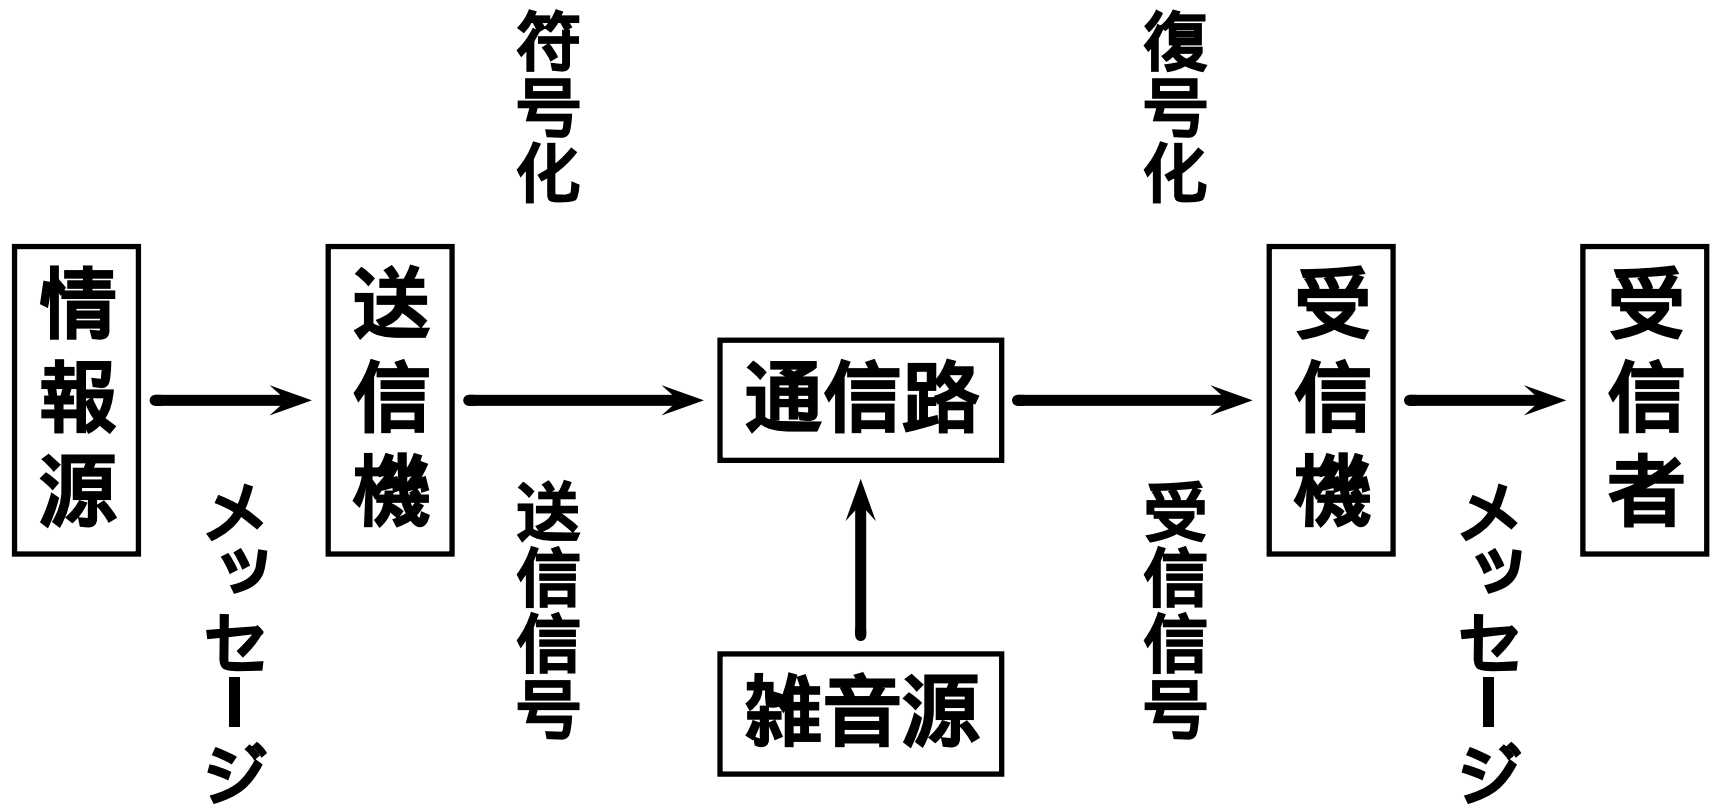 符号化
復号化
情報源
送信機
通信路
受信機
受信者
メッセージ
送信信号
受信信号
メッセージ
雑音源